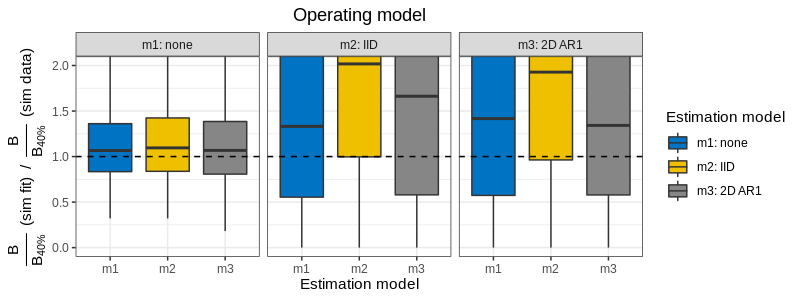 Operating model
m1: none
m2: IID
m3: 2D AR1
B/B40% (sim fit) / B/B40% (sim data)
2.0
1.5
1.0
0.5
0.0
m1 m2 m3
m1 m2 m3
m1 m2 m3
Estimation model
Estimation model
m1: none
m2: IID
m3: 2D AR1